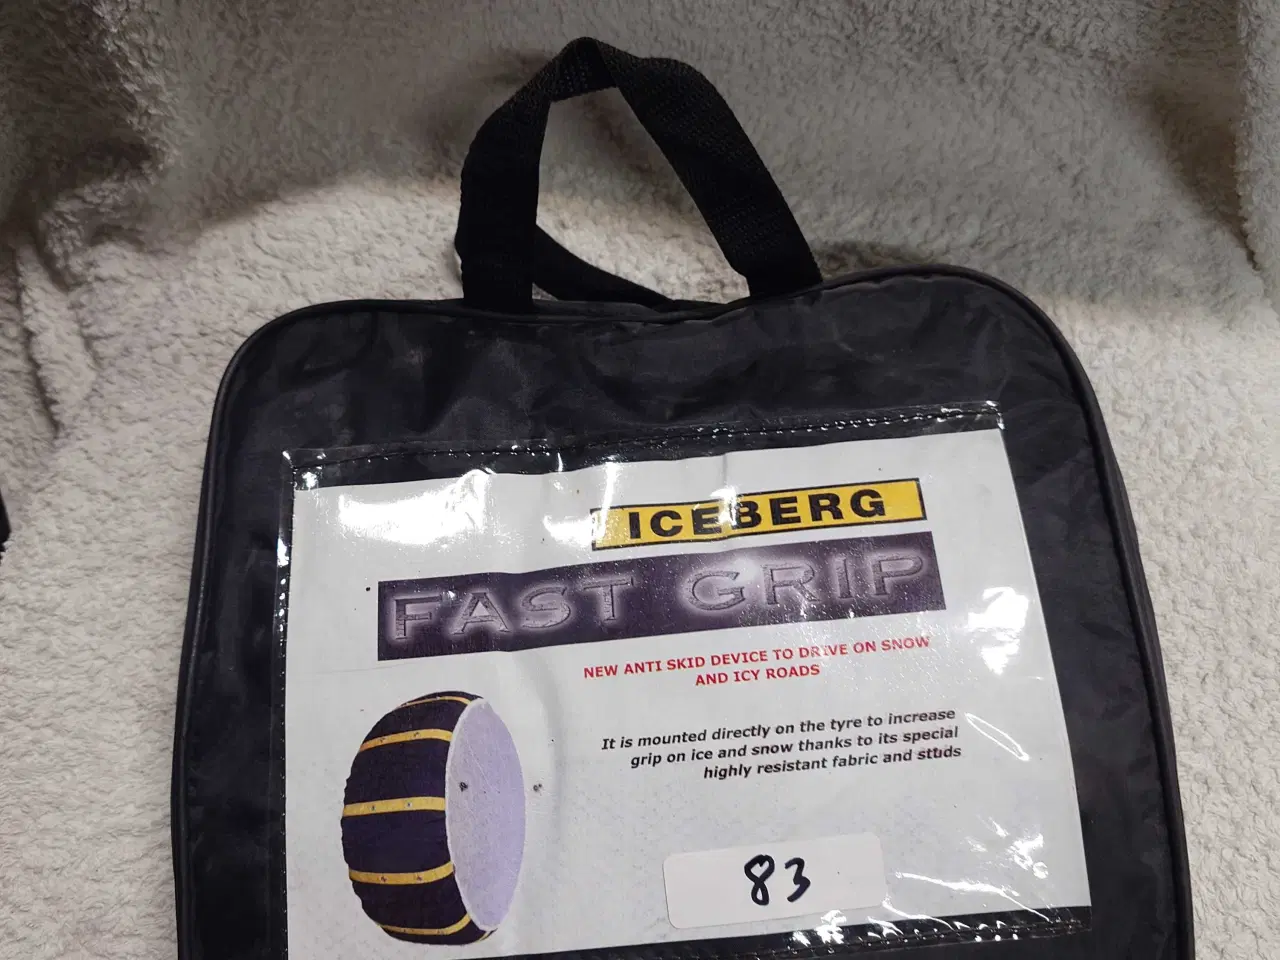 ICEBERG
FAST GRIP
NEW ANTI SKID DEVICE TO DRIVE ON SNOW
AND ICY ROADS
It is mounted directly on the tyre to increase
grip on ice and snow thanks to its special
highly resistant fabric and studs
83